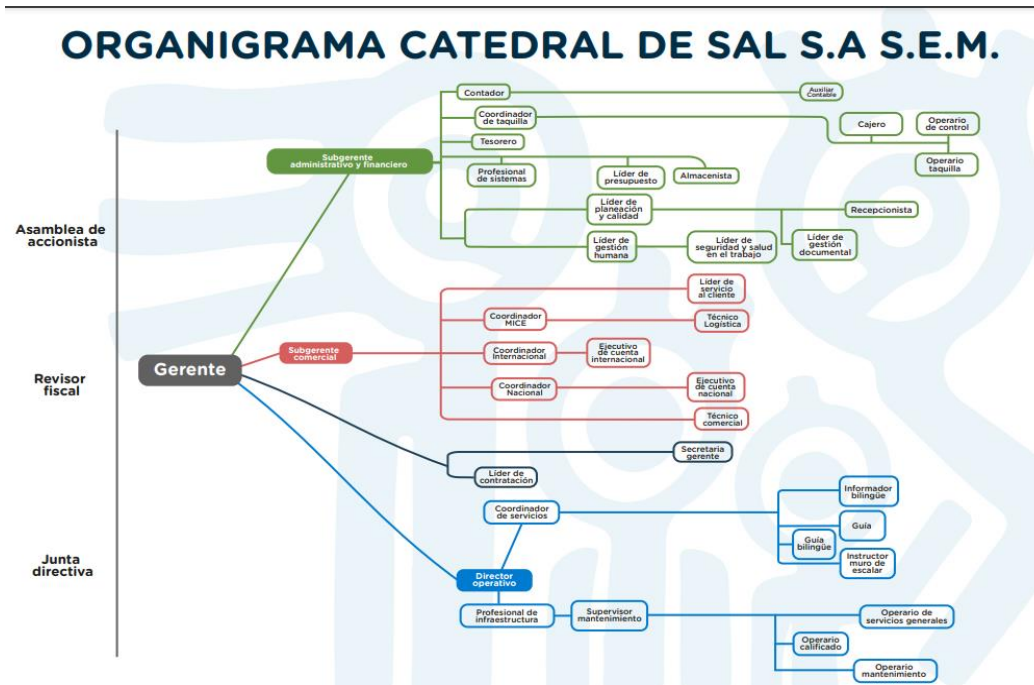 ORGANIGRAMA CATEDRAL DE SAL S.A S.E.M.
Asamblea de
accionista
Revisor
fiscal
Junta
directiva
Gerente
Subgerente
administrativo y financiero
Contador
Auxiliar
Contable
Coordinador
de taquilla
Cajero
Operario
de control
Operario
taquilla
Tesorero
Profesional
de sistemas
Líder de
presupuesto
Almacenista
Líder de
planeación
y calidad
Recepcionista
Líder de
gestión
documental
Líder de
gestión
humana
Líder de
seguridad y salud
en el trabajo
Subgerente
comercial
Líder de
servicio
al cliente
Coordinador
MICE
Técnico
Logística
Coordinador
Internacional
Ejecutivo
de cuenta
internacional
Coordinador
Nacional
Ejecutivo
de cuenta
nacional
Técnico
comercial
Secretaria
gerente
Líder de
contratación
Coordinador
de servicios
Informador
bilingüe
Guía
Guía
bilingüe
Instructor
muro de
escalar
Director
operativo
Profesional de
infraestructura
Supervisor
mantenimiento
Operario de
servicios generales
Operario
calificado
Operario
mantenimiento